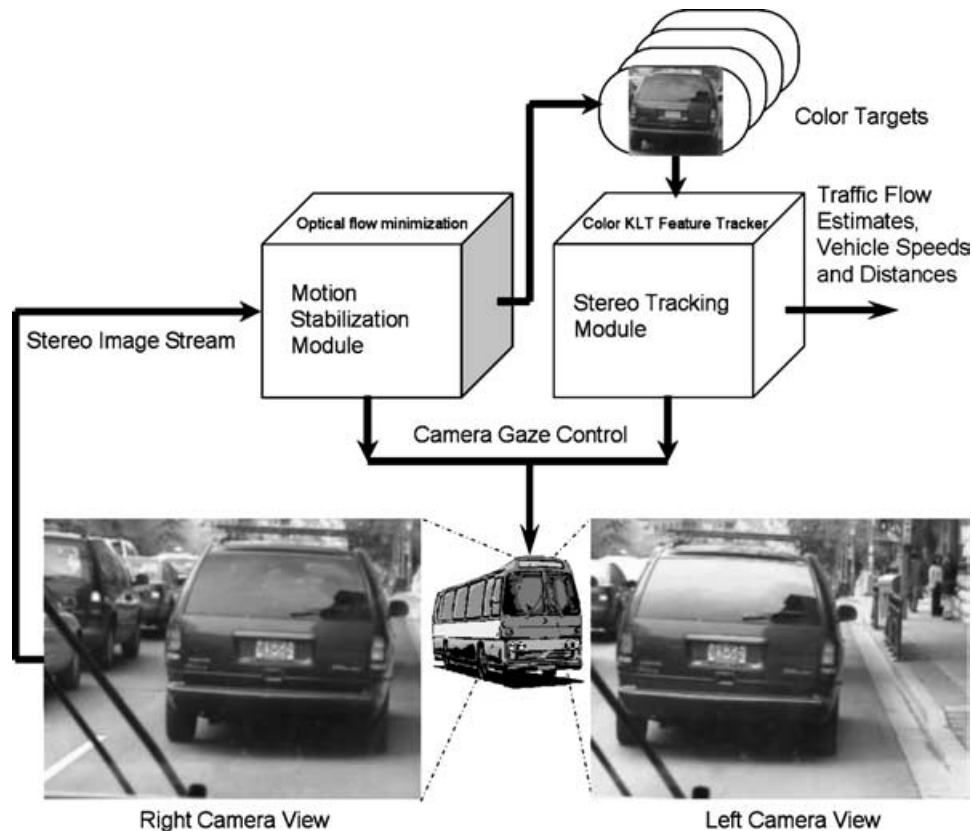 Color Targets
Traffic Flow
Estimates,
Vehicle Speeds
and Distances
Optical flow minimization
Color KLT Feature Tracker
Motion
Stabilization
Module
Stereo Tracking
Module
Stereo Image Stream
Camera Gaze Control
Right Camera View
Left Camera View